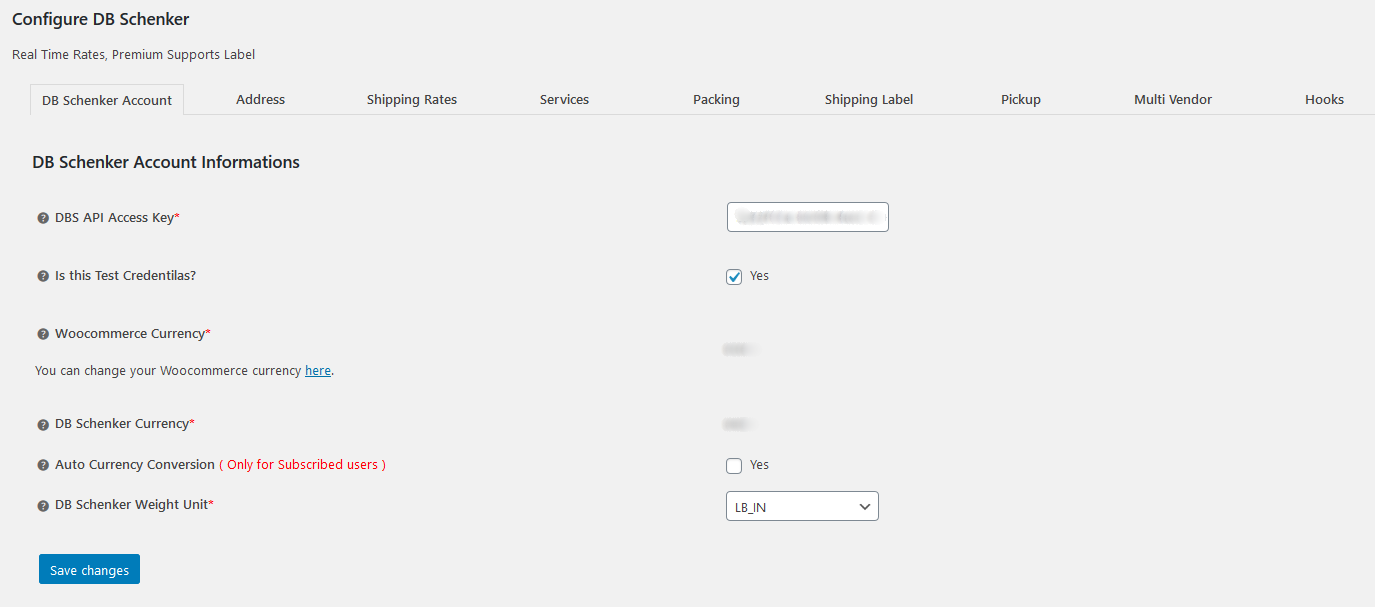 Configure DB Schenker
Real Time Rates, Premium Supports Label
DB Schenker Account Address Shipping Rates Services Packing Shipping Label Pickup Multi Vendor Hooks
DB Schenker Account Informations
DBS API Access Key*
Is this Test Credentilas? Yes
Woocommerce Currency*
You can change your Woocommerce currency here.
DB Schenker Currency*
Auto Currency Conversion ( Only for Subscribed users ) Yes
DB Schenker Weight Unit* LB_IN
Save changes